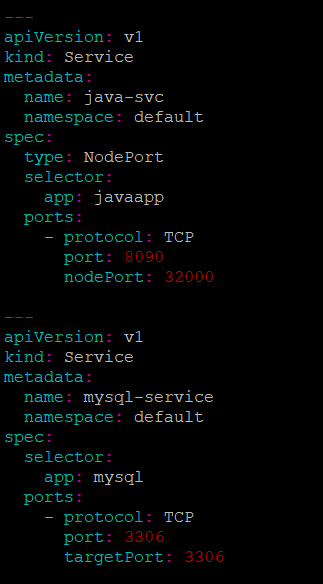 ---
apiVersion: v1
kind: Service
metadata:
  name: java-svc
  namespace: default
spec:
  type: NodePort
  selector:
    app: javaapp
  ports:
    - protocol: TCP
      port: 8090
      nodePort: 32000

---
apiVersion: v1
kind: Service
metadata:
  name: mysql-service
  namespace: default
spec:
  selector:
    app: mysql
  ports:
    - protocol: TCP
      port: 3306
      targetPort: 3306